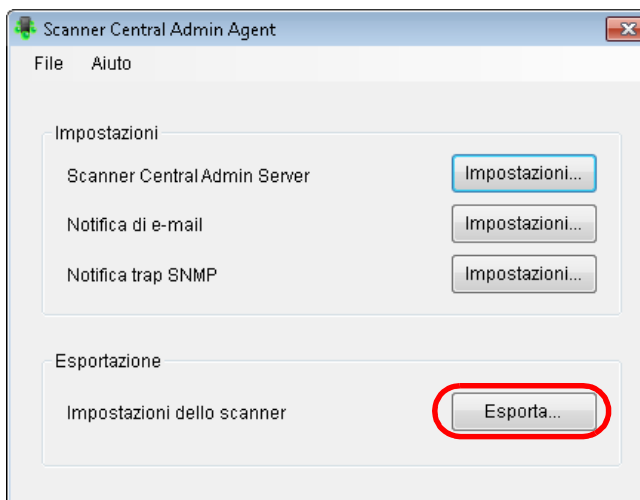 Scanner Central Admin Agent
File Aiuto
Impostazioni
Scanner Central Admin Server Impostazioni...
Notifica di e-mail Impostazioni...
Notifica trap SNMP Impostazioni...
Esportazione
Impostazioni dello scanner Esporta...